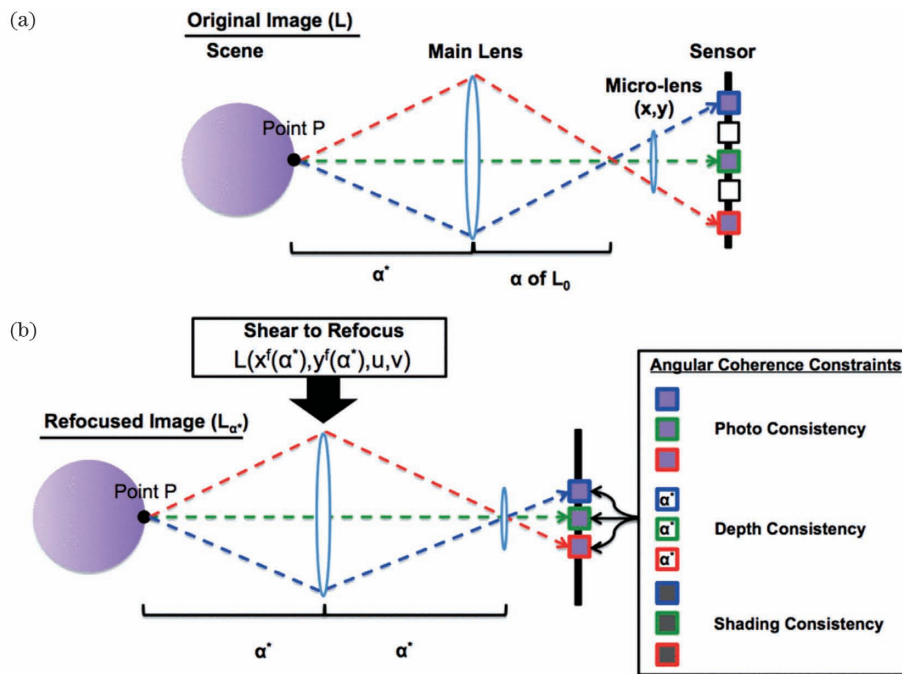 (a)
Original Image (L)
Scene
Main Lens
Sensor
Micro-lens
(x,y)
Point P
α*
α of L₀
(b)
Shear to Refocus
L(xᶠ(α*),yᶠ(α*),u,v)
Refocused Image (Lα*)
Point P
α*
α*
Angular Coherence Constraints
Photo Consistency
α*
α*
Depth Consistency
α*
Shading Consistency